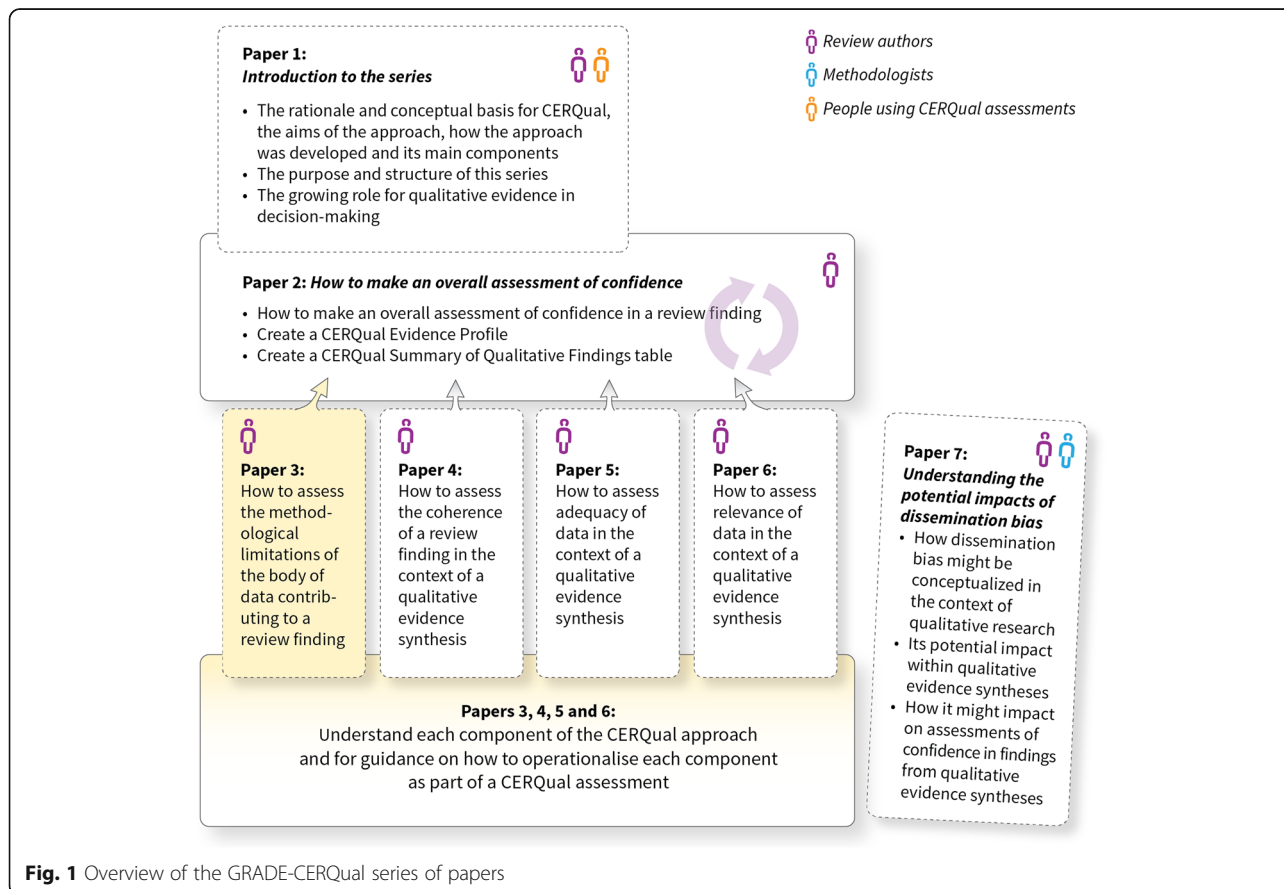 Paper 1:
Introduction to the series
• The rationale and conceptual basis for CERQual,
the aims of the approach, how the approach
was developed and its main components
• The purpose and structure of this series
• The growing role for qualitative evidence in
decision-making
Review authors
Methodologists
People using CERQual assessments
Paper 2: How to make an overall assessment of confidence
• How to make an overall assessment of confidence in a review finding
• Create a CERQual Evidence Profile
• Create a CERQual Summary of Qualitative Findings table
Paper 3:
How to assess
the method-
ological
limitations of
the body of
data contrib-
uting to a
review finding
Paper 4:
How to assess
the coherence
of a review
finding in the
context of a
qualitative
evidence
synthesis
Paper 5:
How to assess
adequacy of
data in the
context of a
qualitative
evidence
synthesis
Paper 6:
How to assess
relevance of
data in the
context of a
qualitative
evidence
synthesis
Papers 3, 4, 5 and 6:
Understand each component of the CERQual approach
and for guidance on how to operationalise each component
as part of a CERQual assessment
Paper 7:
Understanding the
potential impacts of
dissemination bias
• How dissemination
bias might be
conceptualized in
the context of
qualitative research
• Its potential impact
within qualitative
evidence syntheses
• How it might impact
on assessments of
confidence in findings
from qualitative
evidence syntheses
Fig. 1 Overview of the GRADE-CERQual series of papers